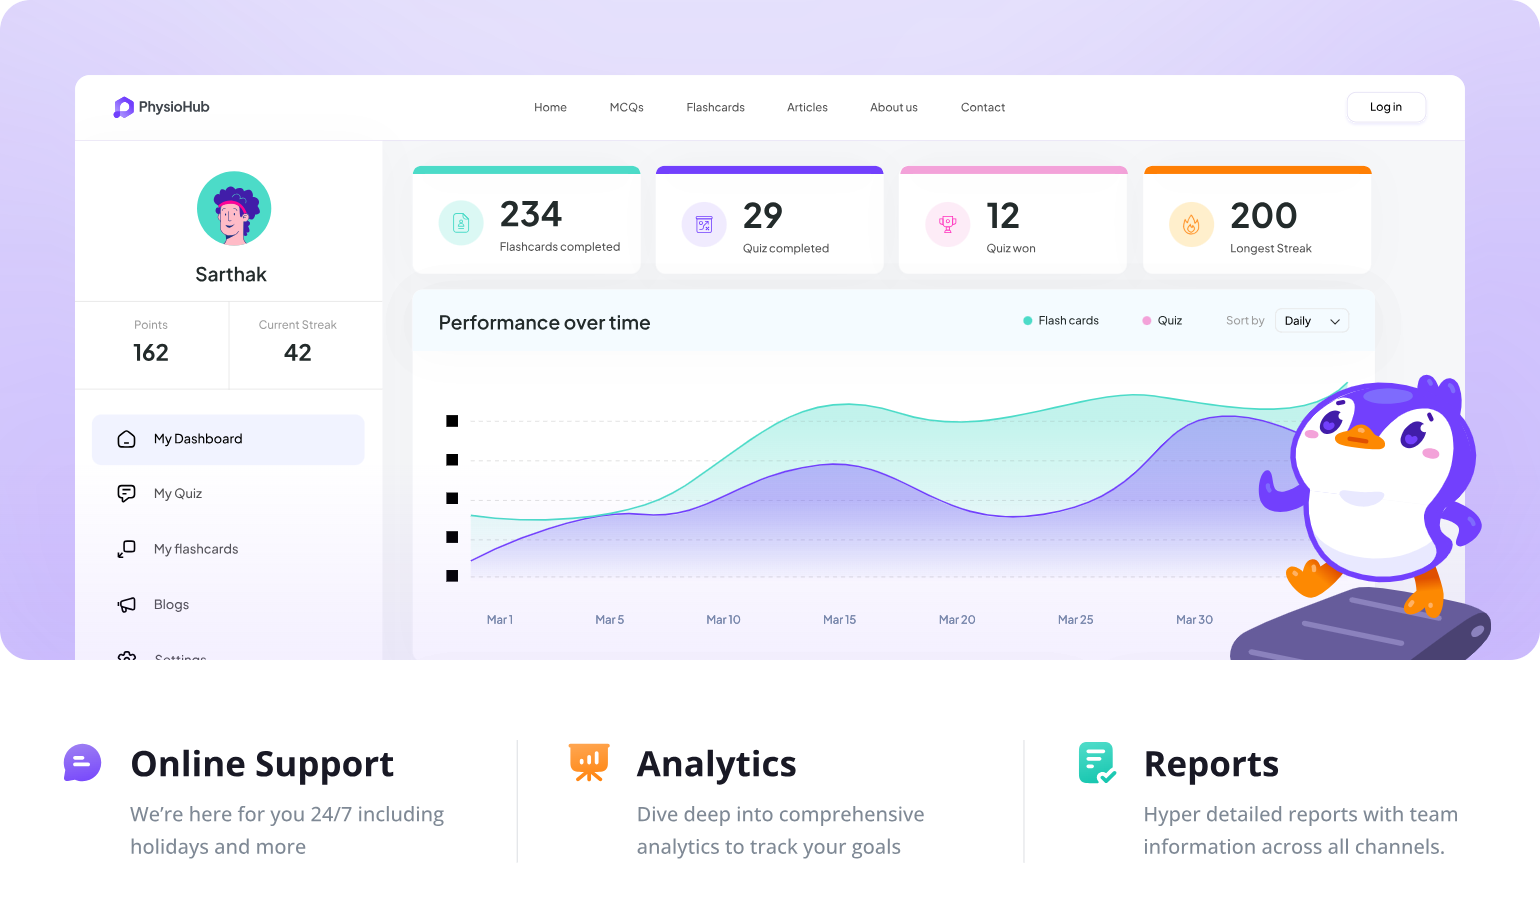 PhysioHub
Home
MCQs
Flashcards
Articles
About us
Contact
Log in
Sarthak
Points
162
Current Streak
42
My Dashboard
My Quiz
My flashcards
Blogs
Settings
234
Flashcards completed
29
Quiz completed
12
Quiz won
200
Longest Streak
Performance over time
Flash cards
Quiz
Sort by
Daily
Mar 1
Mar 5
Mar 10
Mar 15
Mar 20
Mar 25
Mar 30
Online Support
We’re here for you 24/7 including
holidays and more
Analytics
Dive deep into comprehensive
analytics to track your goals
Reports
Hyper detailed reports with team
information across all channels.